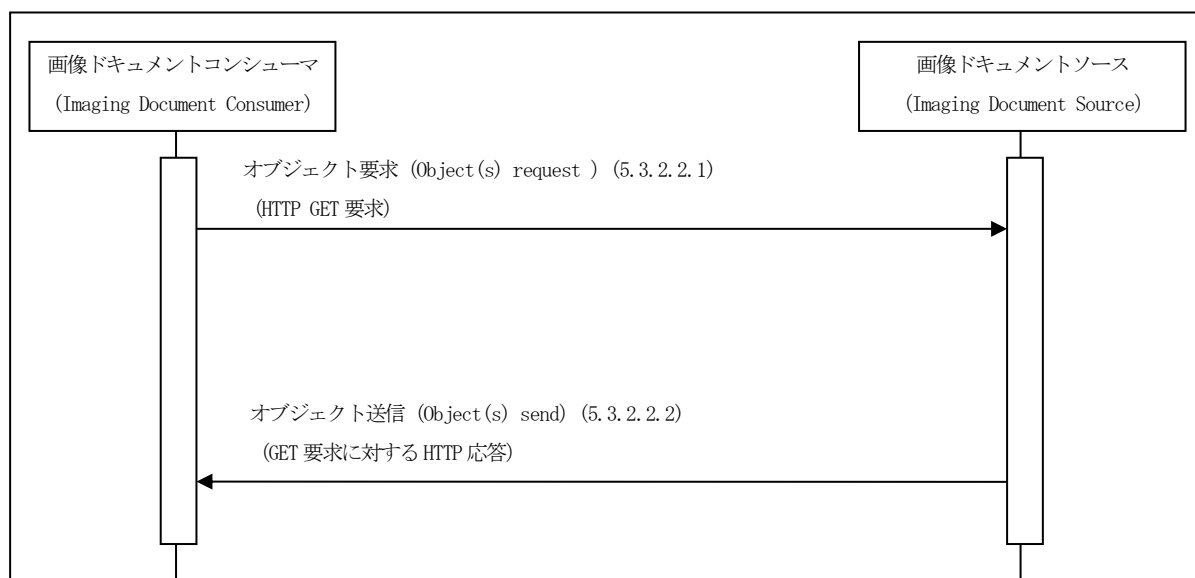 画像ドキュメントコンシューマ
(Imaging Document Consumer)
画像ドキュメントソース
(Imaging Document Source)
オブジェクト要求 (Object(s) request ) (5.3.2.2.1)
(HTTP GET 要求)
オブジェクト送信 (Object(s) send) (5.3.2.2.2)
(GET 要求に対する HTTP 応答)